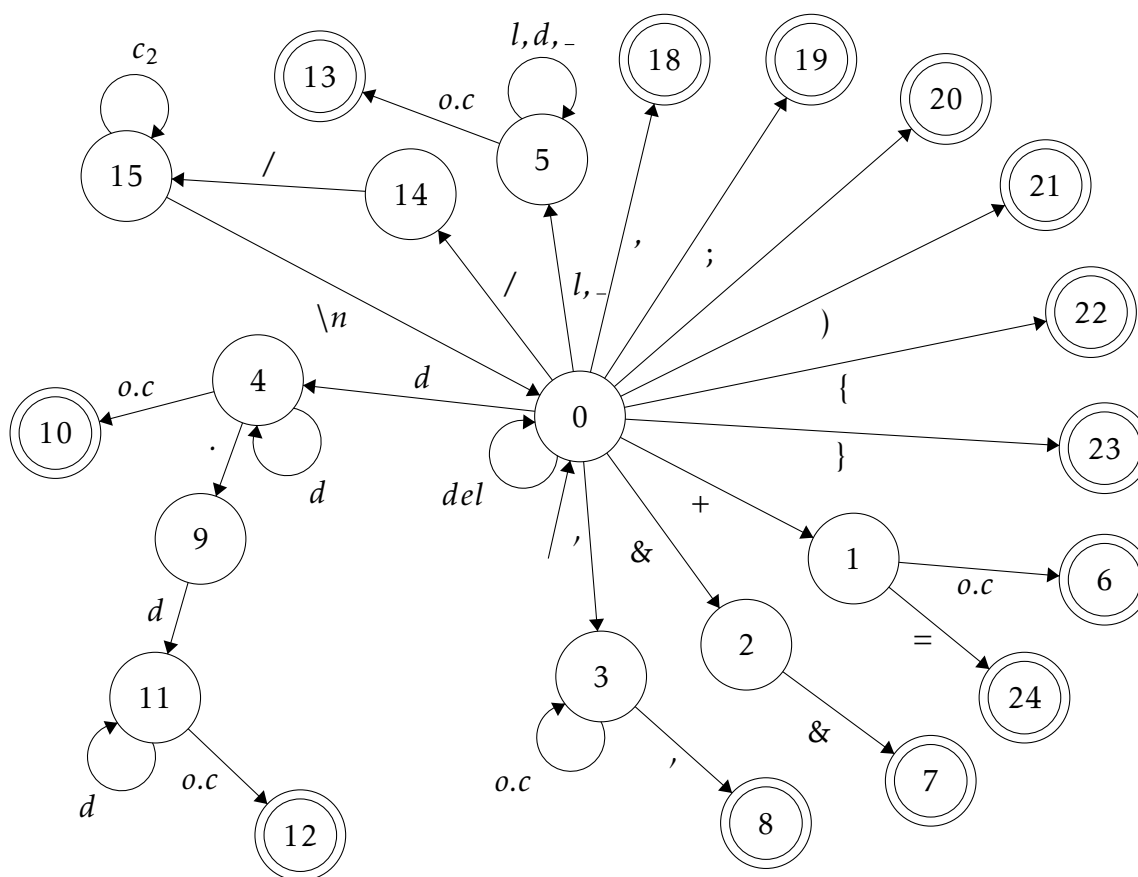 c₂
13
l, d, _
18
19
20
o.c
15
/
14
5
21
,
;
/
l, _
22
\n
)
4
d
{
o.c
10
0
23
.
}
del
d
+
9
,
&
1
o.c
6
d
2
=
3
24
11
&
,
o.c
7
d
o.c
8
12